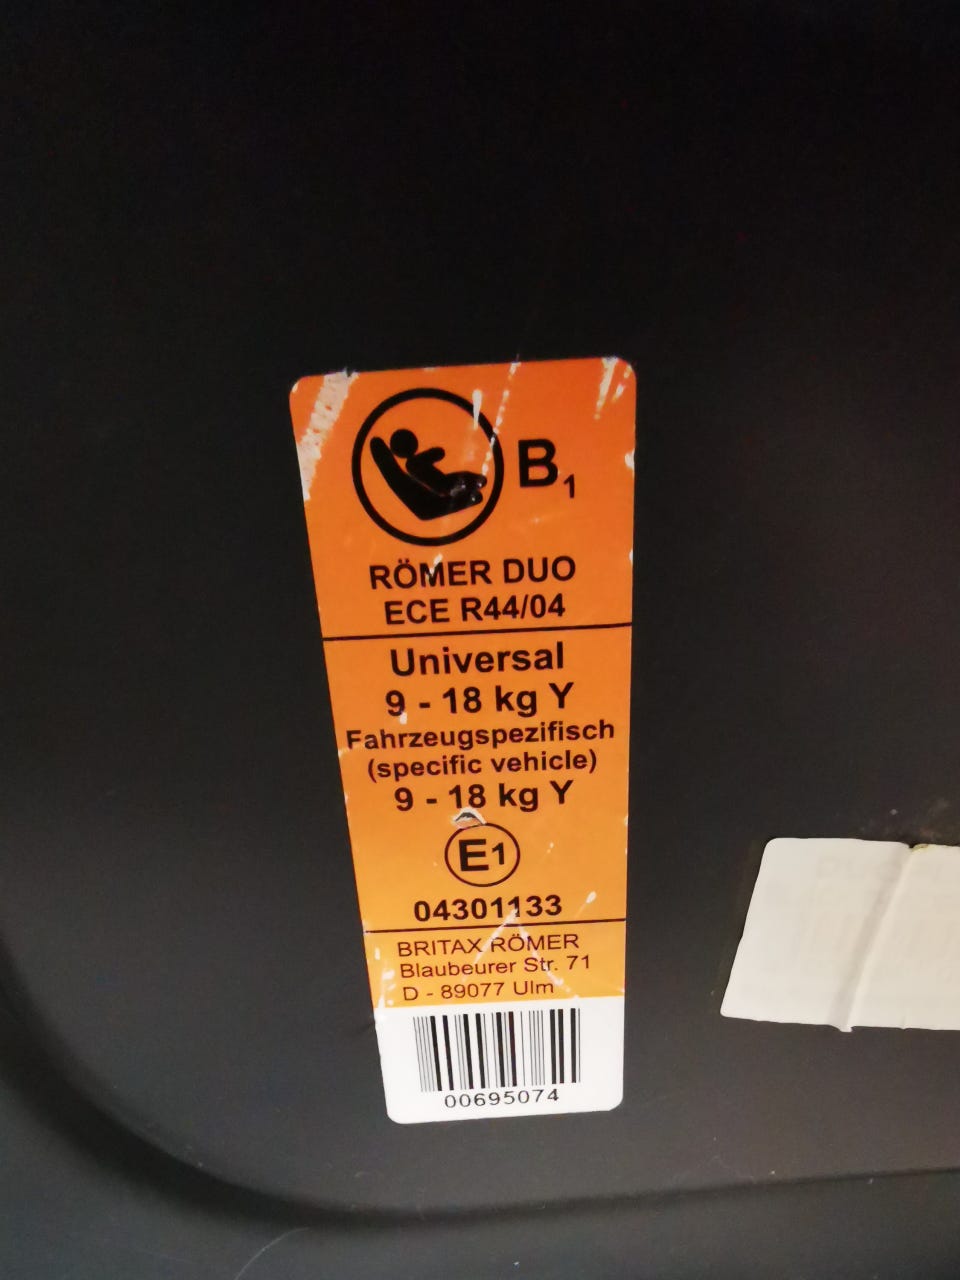 B1
RÖMER DUO
ECE R44/04
Universal
9 - 18 kg Y
Fahrzeugspezifisch
(specific vehicle)
9 - 18 kg Y
E1
04301133
BRITAX RÖMER
Blaubeurer Str. 71
D - 89077 Ulm
00695074